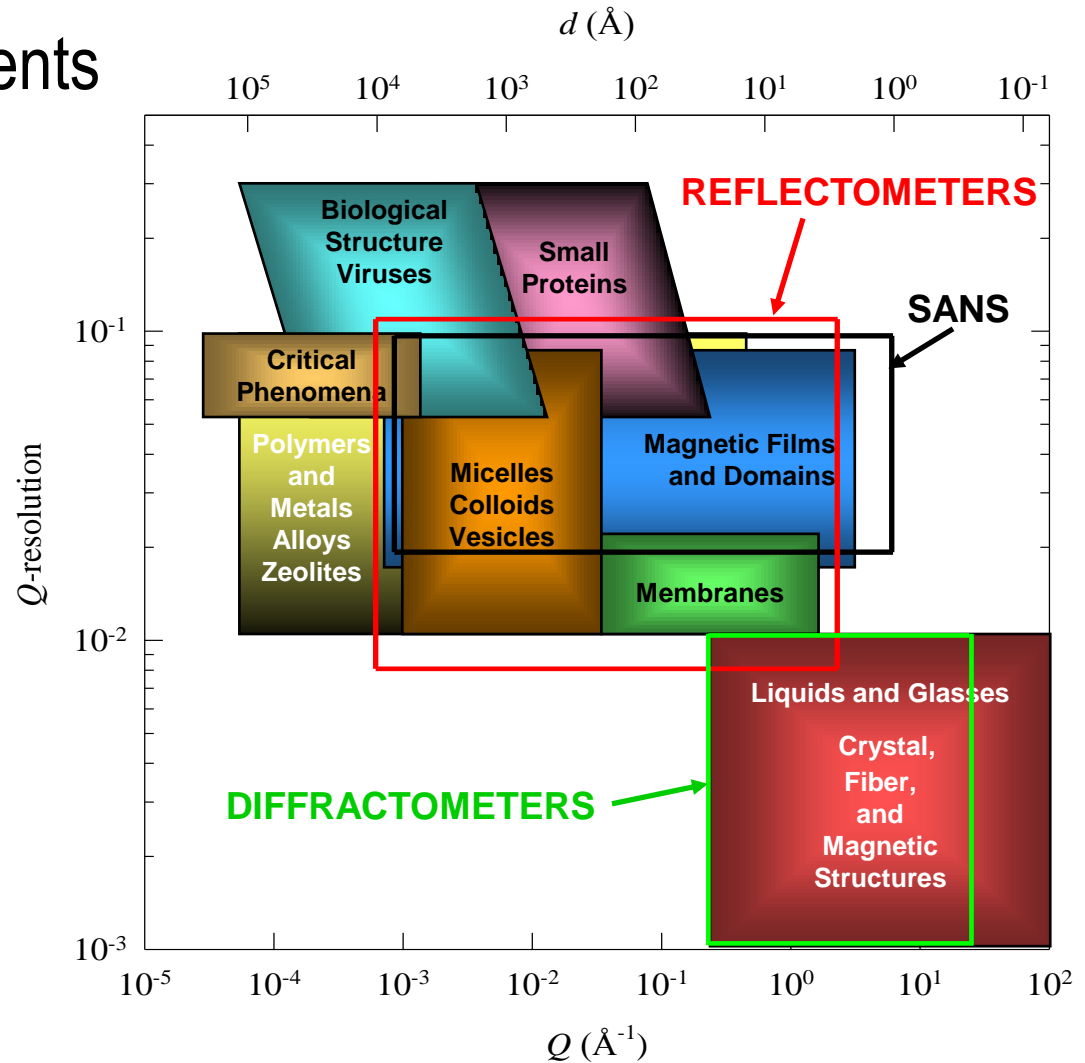 ents
d (Å)
10⁵ 10⁴ 10³ 10² 10¹ 10⁰ 10⁻¹
REFLECTOMETERS
Biological
Structure
Viruses
Small
Proteins
SANS
10⁻¹
Critical
Phenomena
Polymers
and
Metals
Alloys
Zeolites
Micelles
Colloids
Vesicles
Magnetic Films
and Domains
Membranes
Q-resolution
10⁻²
Liquids and Glasses
Crystal,
Fiber,
and
Magnetic
Structures
DIFFRACTOMETERS
10⁻³
10⁻⁵ 10⁻⁴ 10⁻³ 10⁻² 10⁻¹ 10⁰ 10¹ 10²
Q (Å⁻¹)